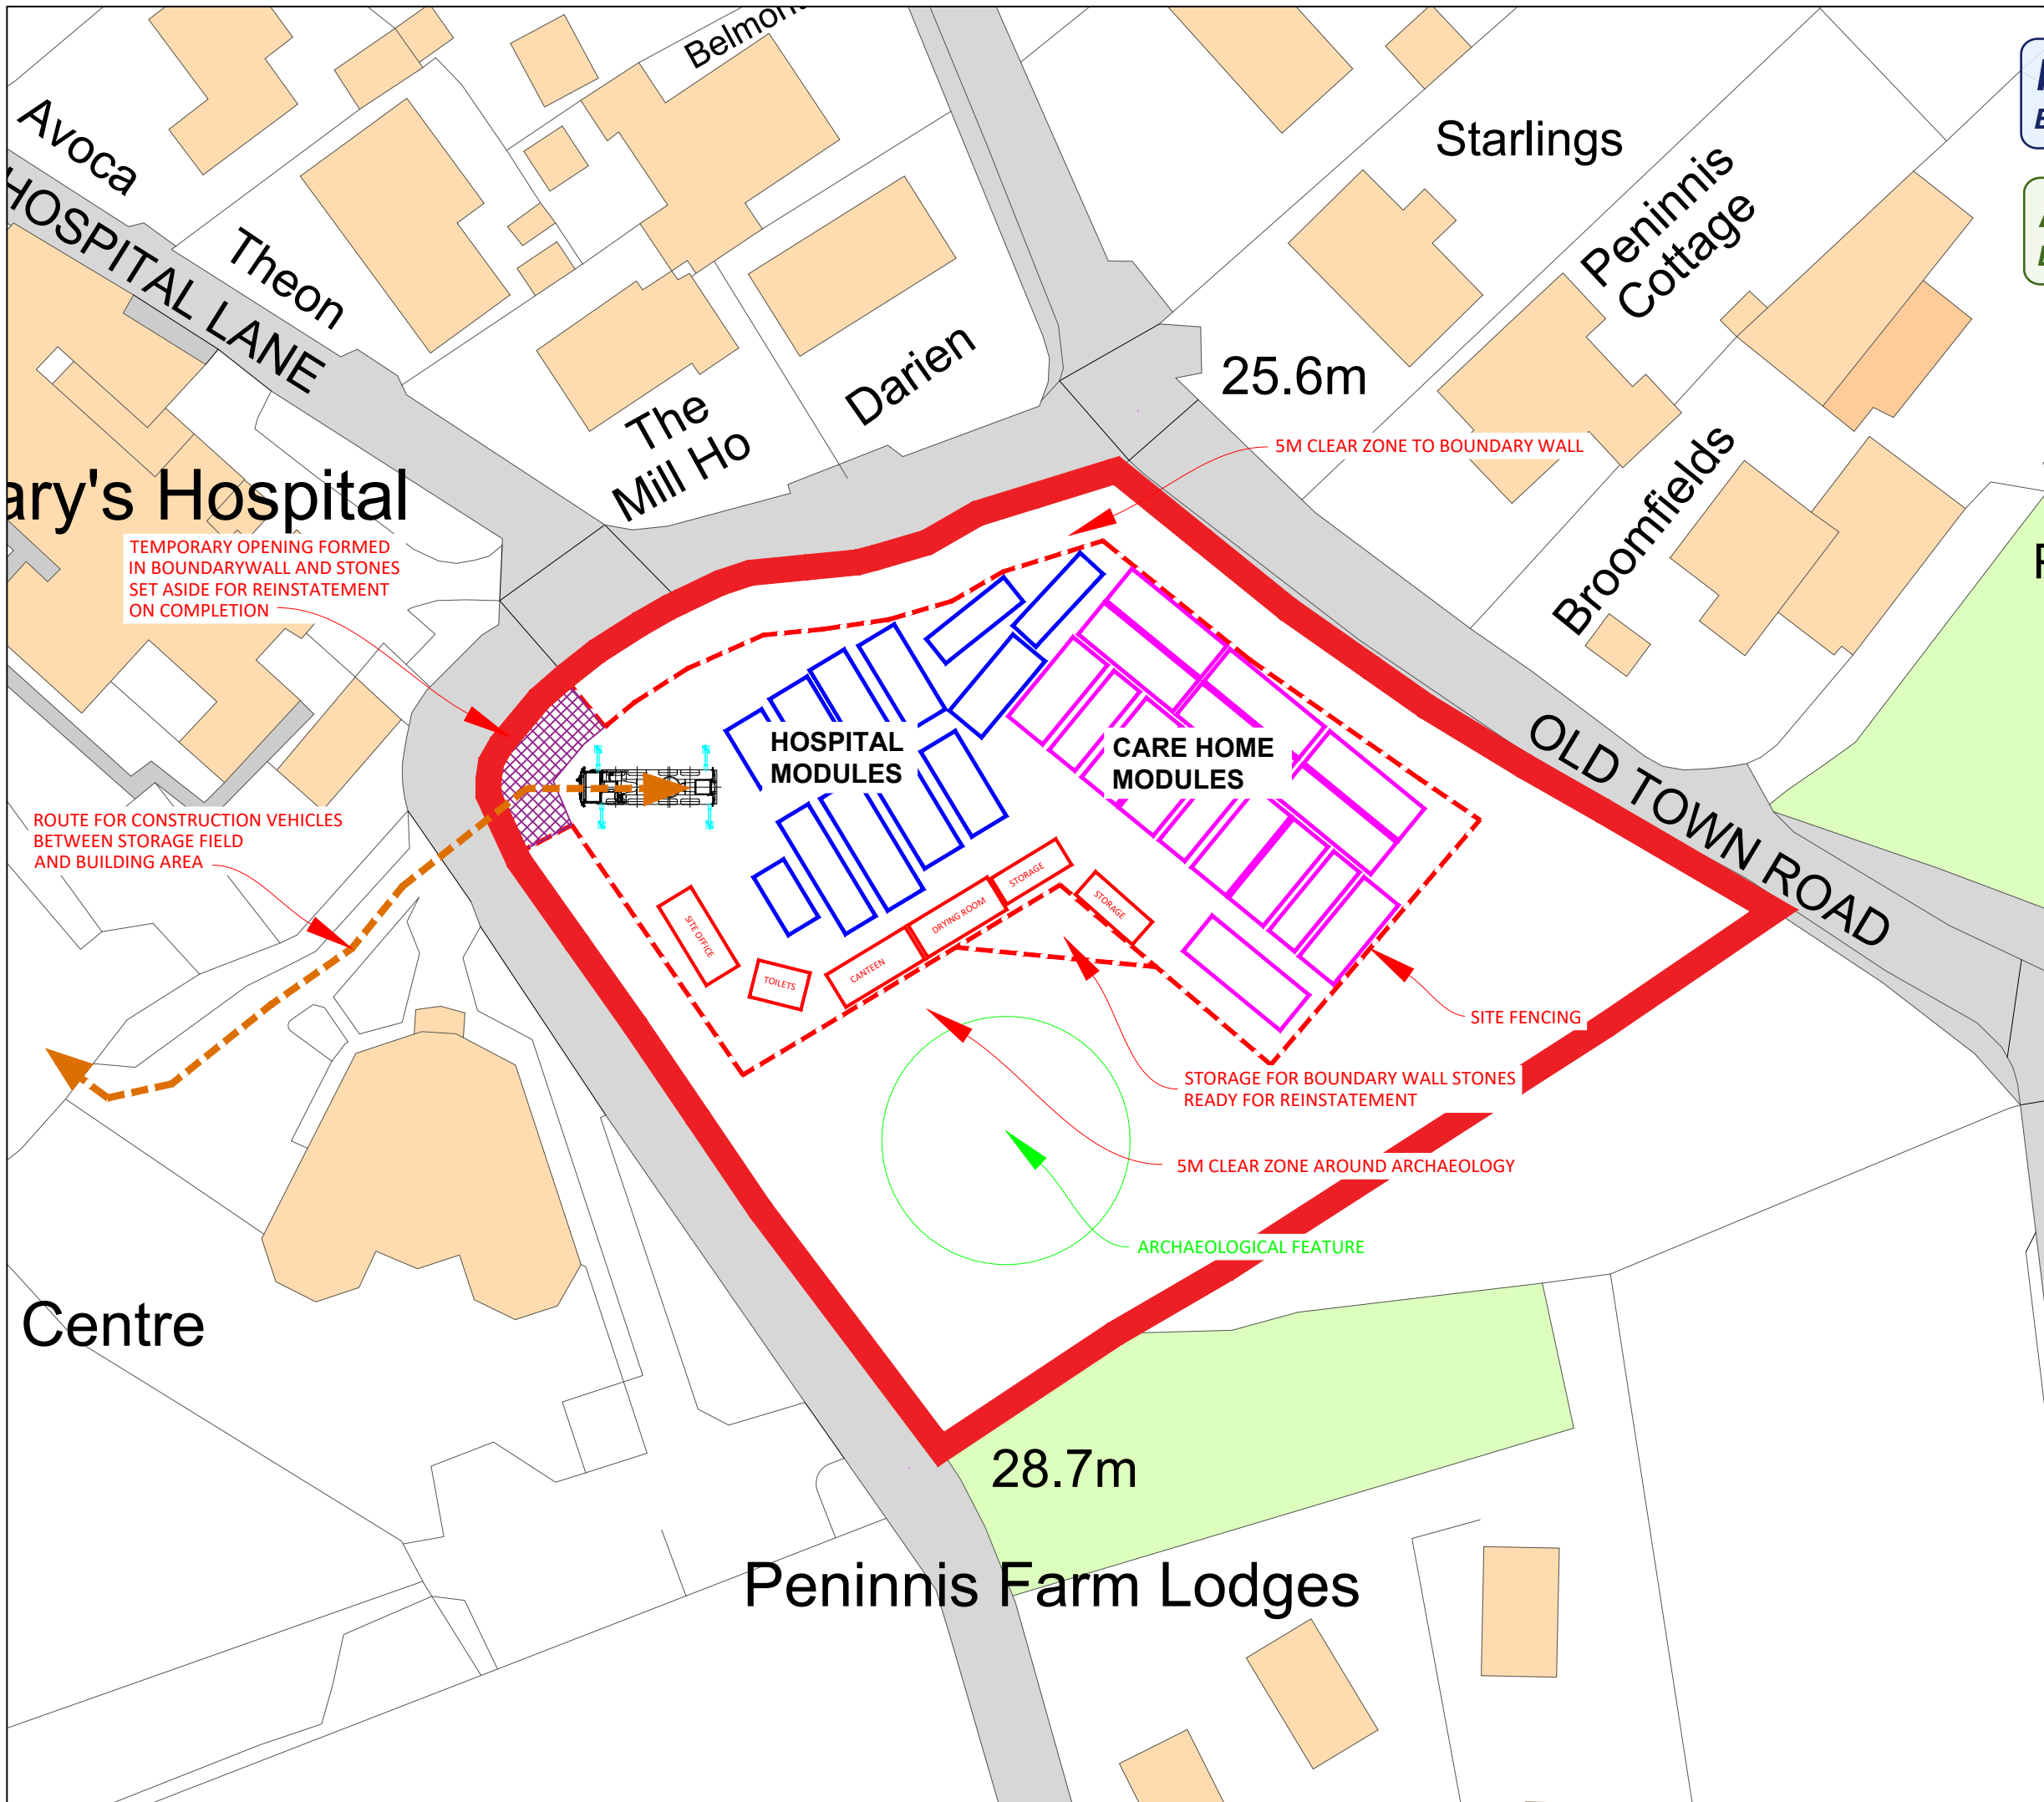 Belmont
Avoca
HOSPITAL LANE
Theon
Starlings
Peninnis
Cottage
25.6m
Darien
The
Mill Ho
5M CLEAR ZONE TO BOUNDARY WALL
ary's Hospital
Broomfields
TEMPORARY OPENING FORMED
IN BOUNDARYWALL AND STONES
SET ASIDE FOR REINSTATEMENT
ON COMPLETION
HOSPITAL
MODULES
CARE HOME
MODULES
OLD TOWN ROAD
ROUTE FOR CONSTRUCTION VEHICLES
BETWEEN STORAGE FIELD
AND BUILDING AREA
SITE OFFICE
TOILETS
CANTEEN
DRYING ROOM
STORAGE
STORAGE
SITE FENCING
STORAGE FOR BOUNDARY WALL STONES
READY FOR REINSTATEMENT
5M CLEAR ZONE AROUND ARCHAEOLOGY
ARCHAEOLOGICAL FEATURE
Centre
28.7m
Peninnis Farm Lodges